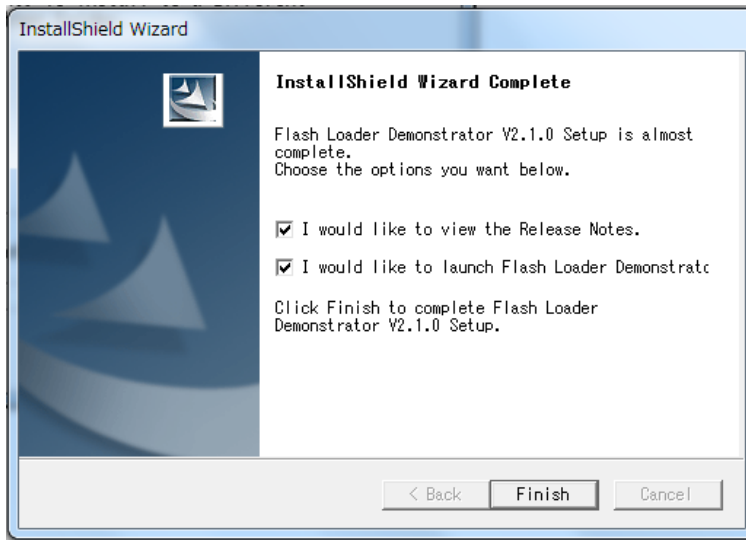 InstallShield Wizard
InstallShield Wizard Complete
Flash Loader Demonstrator V2.1.0 Setup is almost
complete.
Choose the options you want below.
I would like to view the Release Notes.
I would like to launch Flash Loader Demonstratc
Click Finish to complete Flash Loader
Demonstrator V2.1.0 Setup.
< Back
Finish
Cancel